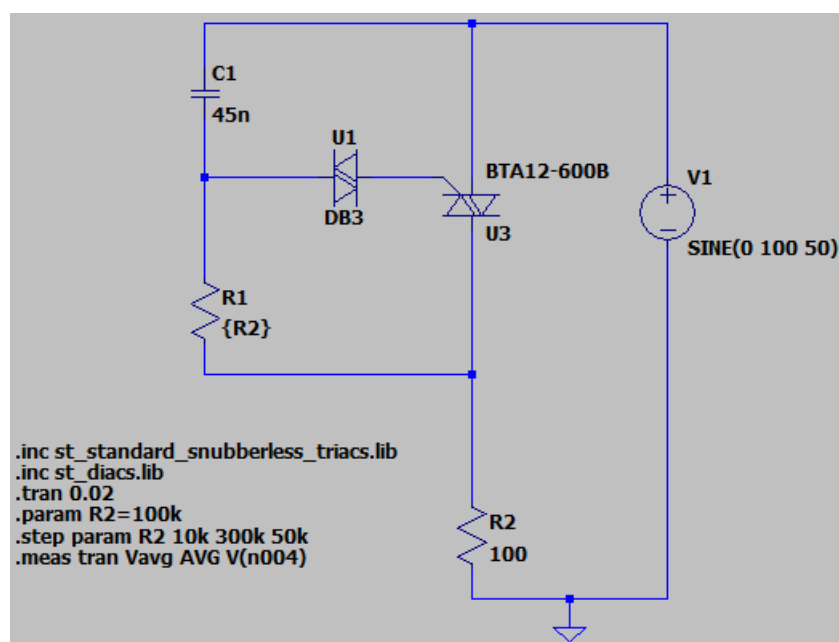 C1
45n
U1
DB3
BTA12-600B
U3
V1
SINE(0 100 50)
R1
{R2}
.inc st_standard_snubberless_triacs.lib
.inc st_diacs.lib
.tran 0.02
.param R2=100k
.step param R2 10k 300k 50k
.meas tran Vavg AVG V(n004)
R2
100